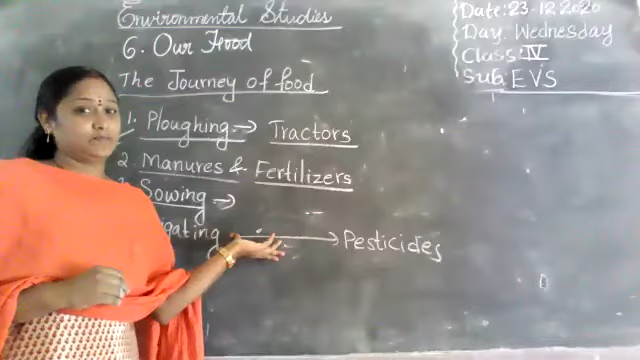 Environmental Studies
6. Our Food
The Journey of food
1. Ploughing → Tractors
2. Manures & Fertilizers
3. Sowing →
igating → Pesticides
Date: 23-12-2020
Day: Wednesday
Class: IV
Sub: EVS